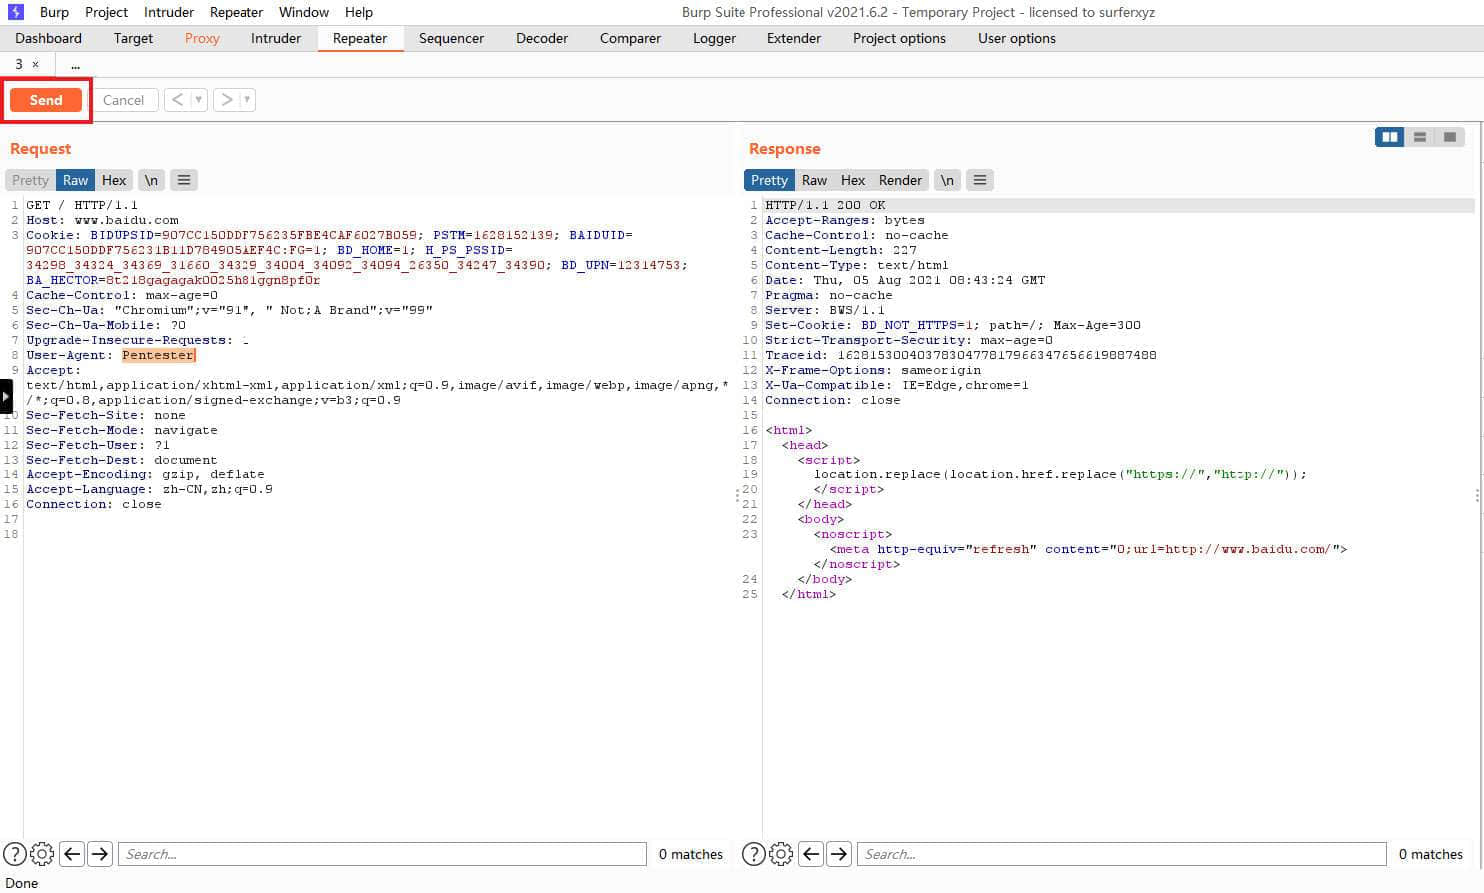 Burp Project Intruder Repeater Window Help Burp Suite Professional v2021.6.2 - Temporary Project - licensed to surferxyz
Dashboard Target Proxy Intruder Repeater Sequencer Decoder Comparer Logger Extender Project options User options
3 × ...
Send Cancel < ▼ > ▼
Request
Pretty Raw Hex \n ☰
1 GET / HTTP/1.1
2 Host: www.baidu.com
3 Cookie: BIDUPSID=907CC150DDF756235FBE4CAF6027B059; PSTM=1628152139; BAIDUID=
907CC150DDF756231B11D784905AEF4C:FG=1; BD_HOME=1; H_PS_PSSID=
34298_34324_34369_31660_34329_34004_34092_34094_26350_34247_34390; BD_UPN=12314753;
BA_HECTOR=8t218gagagak0025h81ggn8pf0r
4 Cache-Control: max-age=0
5 Sec-Ch-Ua: "Chromium";v="91", " Not;A Brand";v="99"
6 Sec-Ch-Ua-Mobile: ?0
7 Upgrade-Insecure-Requests: 1
8 User-Agent: Pentester
9 Accept:
text/html,application/xhtml+xml,application/xml;q=0.9,image/avif,image/webp,image/apng,*
/*;q=0.8,application/signed-exchange;v=b3;q=0.9
10 Sec-Fetch-Site: none
11 Sec-Fetch-Mode: navigate
12 Sec-Fetch-User: ?1
13 Sec-Fetch-Dest: document
14 Accept-Encoding: gzip, deflate
15 Accept-Language: zh-CN,zh;q=0.9
16 Connection: close
17
18
Response
Pretty Raw Hex Render \n ☰
1 HTTP/1.1 200 OK
2 Accept-Ranges: bytes
3 Cache-Control: no-cache
4 Content-Length: 227
5 Content-Type: text/html
6 Date: Thu, 05 Aug 2021 08:43:24 GMT
7 Pragma: no-cache
8 Server: BWS/1.1
9 Set-Cookie: BD_NOT_HTTPS=1; path=/; Max-Age=300
10 Strict-Transport-Security: max-age=0
11 Traceid: 1628153004037830477817966347656619887488
12 X-Frame-Options: sameorigin
13 X-Ua-Compatible: IE=Edge,chrome=1
14 Connection: close
15
16 <html>
17 <head>
18 <script>
19 location.replace(location.href.replace("https://","http://"));
20 </script>
21 </head>
22 <body>
23 <noscript>
<meta http-equiv="refresh" content="0;url=http://www.baidu.com/">
</noscript>
24 </body>
25 </html>
? Search... 0 matches
? Search... 0 matches
Done